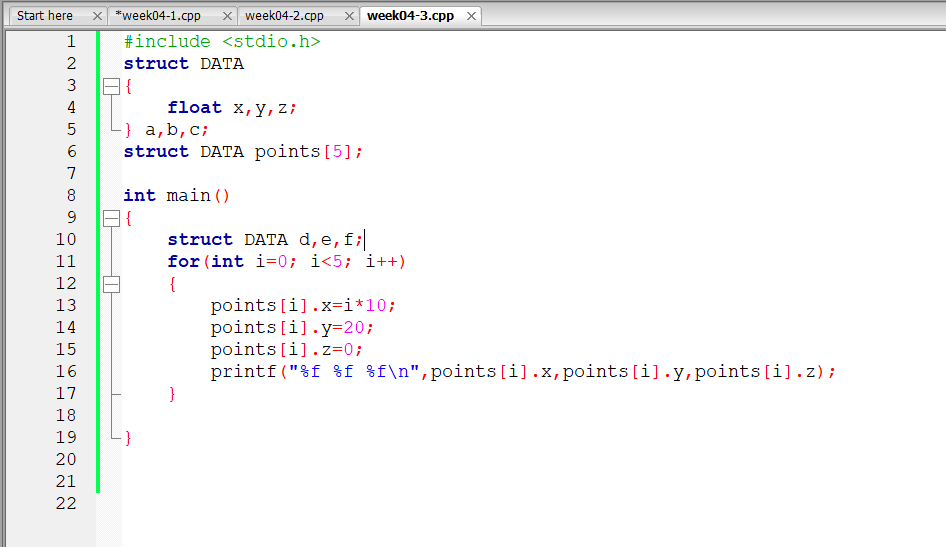 Start here × *week04-1.cpp × week04-2.cpp × week04-3.cpp ×
1 #include <stdio.h>
2 struct DATA
3 {
4 float x,y,z;
5 } a,b,c;
6 struct DATA points[5];
7
8 int main()
9 {
10 struct DATA d,e,f;
11 for(int i=0; i<5; i++)
12 {
13 points[i].x=i*10;
14 points[i].y=20;
15 points[i].z=0;
16 printf("%f %f %f\n",points[i].x,points[i].y,points[i].z);
17 }
18
19 }
20
21
22